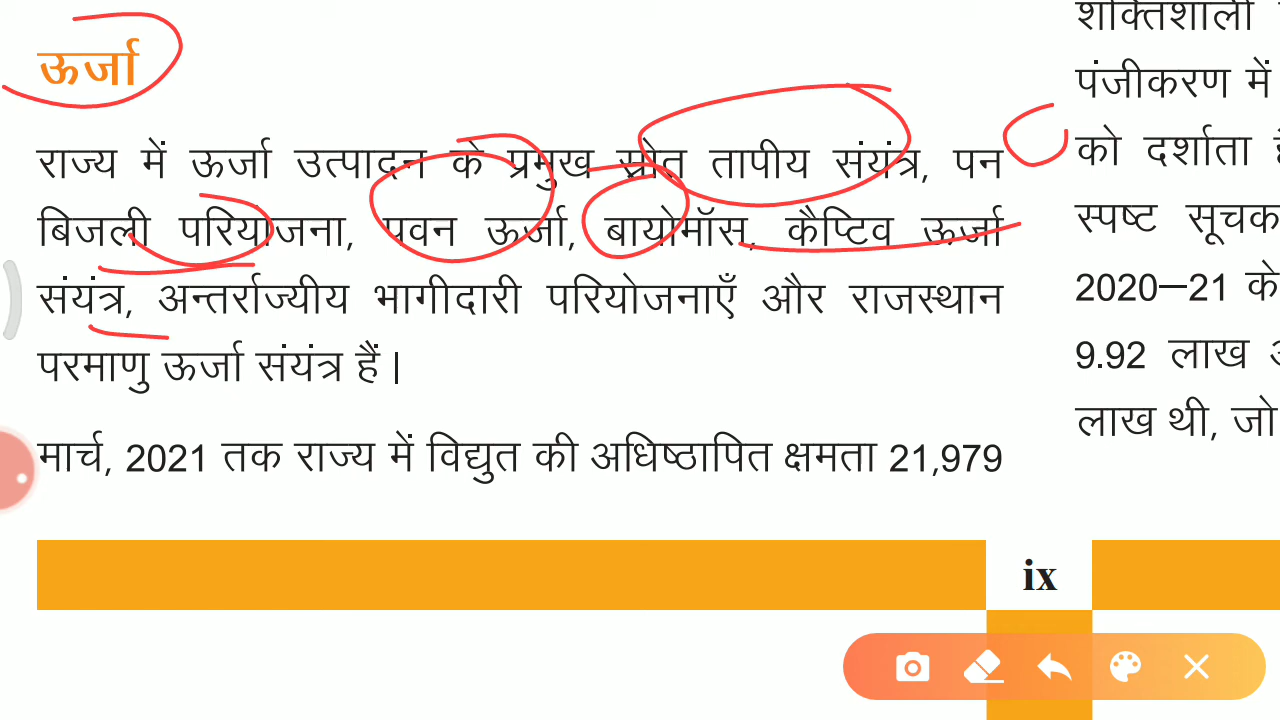 ऊर्जा
राज्य में ऊर्जा उत्पादन के प्रमुख स्रोत तापीय संयंत्र, पन
बिजली परियोजना, पवन ऊर्जा, बायोमॉस, कैप्टिव ऊर्जा
संयंत्र, अन्तर्राज्यीय भागीदारी परियोजनाएँ और राजस्थान
परमाणु ऊर्जा संयंत्र हैं।
मार्च, 2021 तक राज्य में विद्युत की अधिष्ठापित क्षमता 21,979
शक्तिशाली
पंजीकरण में
को दर्शाता
स्पष्ट सूचक
2020–21 के
9.92 लाख
लाख थी, जो
ix